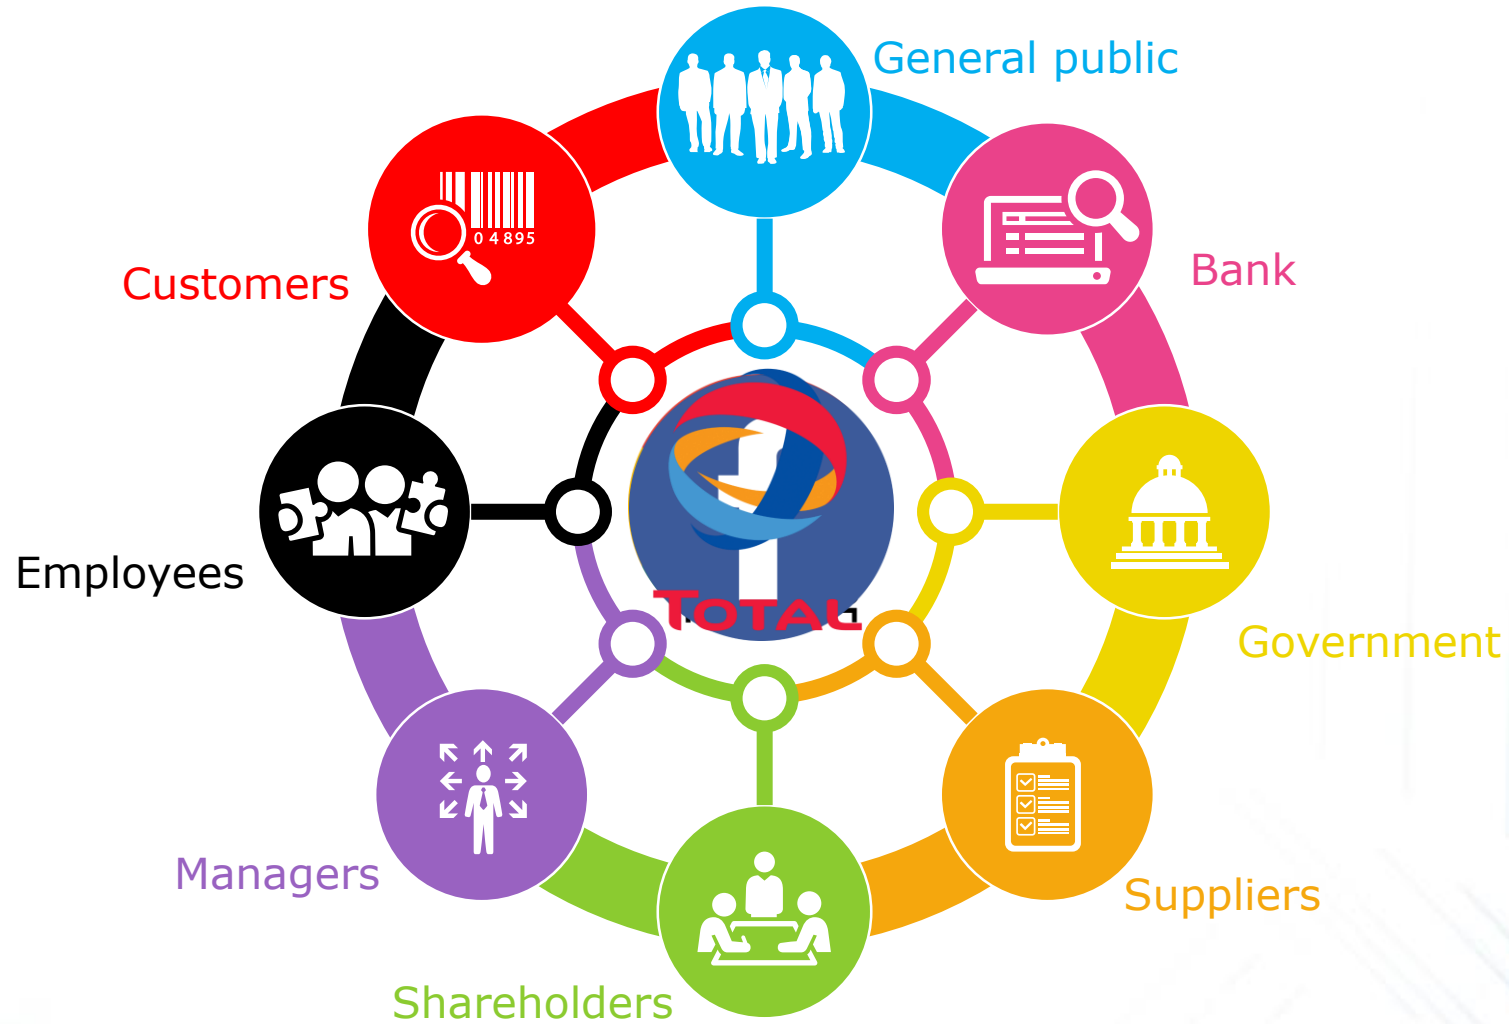 General public
Bank
04895
Customers
Employees
TOTAL
Government
Managers
Suppliers
Shareholders